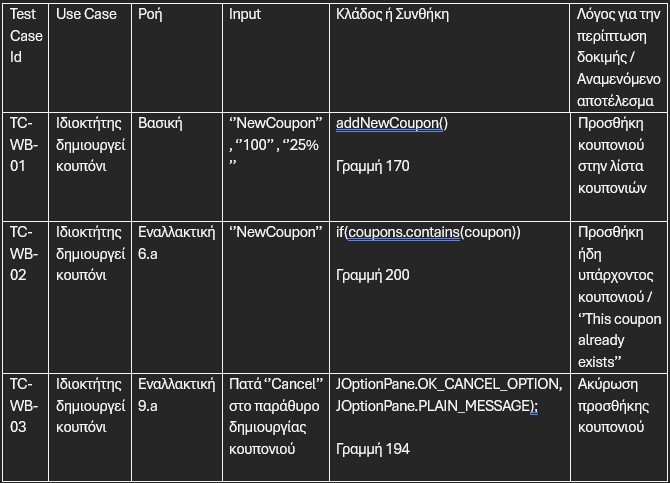 Test Case Id
Use Case
Ροή
Input
Κλάδος ή Συνθήκη
Λόγος για την
περίπτωση
δοκιμής /
Αναμενόμενο
αποτέλεσμα
TC-
WB-
01
Ιδιοκτήτης
δημιουργεί
κουπόνι
Βασική
‘’NewCoupon’’
, ‘’100’’ , ‘’25%
’’
addNewCoupon()
Γραμμή 170
Προσθήκη
κουπονιού
στην λίστα
κουπονιών
TC-
WB-
02
Ιδιοκτήτης
δημιουργεί
κουπόνι
Εναλλακτική
6.a
‘’NewCoupon’’
if(coupons.contains(coupon))
Γραμμή 200
Προσθήκη
ήδη
υπάρχοντος
κουπονιού /
‘’This coupon
already
exists’’
TC-
WB-
03
Ιδιοκτήτης
δημιουργεί
κουπόνι
Εναλλακτική
9.a
Πατά ‘’Cancel’’
στο παράθυρο
δημιουργίας
κουπονιού
JOptionPane.OK_CANCEL_OPTION,
JOptionPane.PLAIN_MESSAGE);
Γραμμή 194
Ακύρωση
προσθήκης
κουπονιού